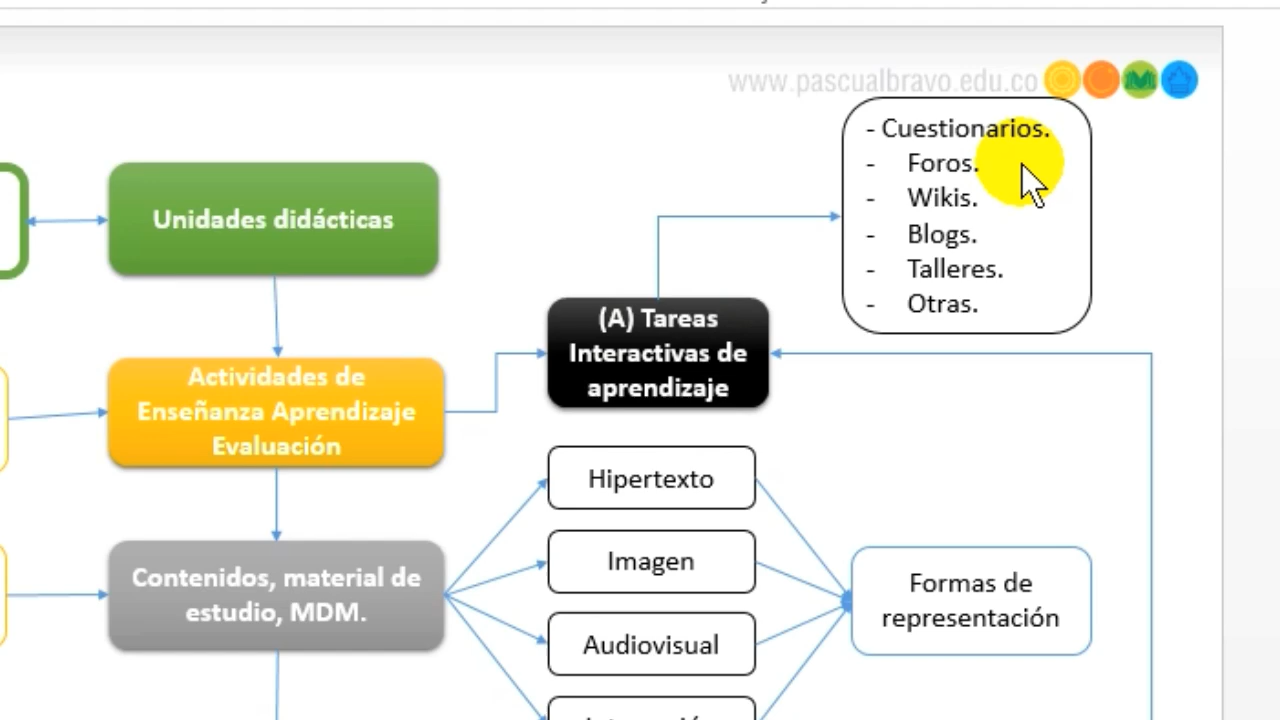 www.pascualbravo.edu.co
- Cuestionarios.
- Foros.
- Wikis.
- Blogs.
- Talleres.
- Otras.
Unidades didácticas
(A) Tareas
Interactivas de
aprendizaje
Actividades de
Enseñanza Aprendizaje
Evaluación
Hipertexto
Imagen
Contenidos, material de
estudio, MDM.
Formas de
representación
Audiovisual